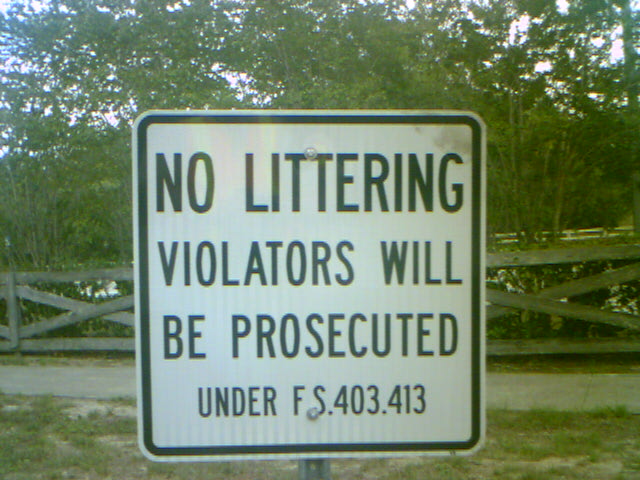 NO LITTERING
VIOLATORS WILL
BE PROSECUTED
UNDER F.S.403.413